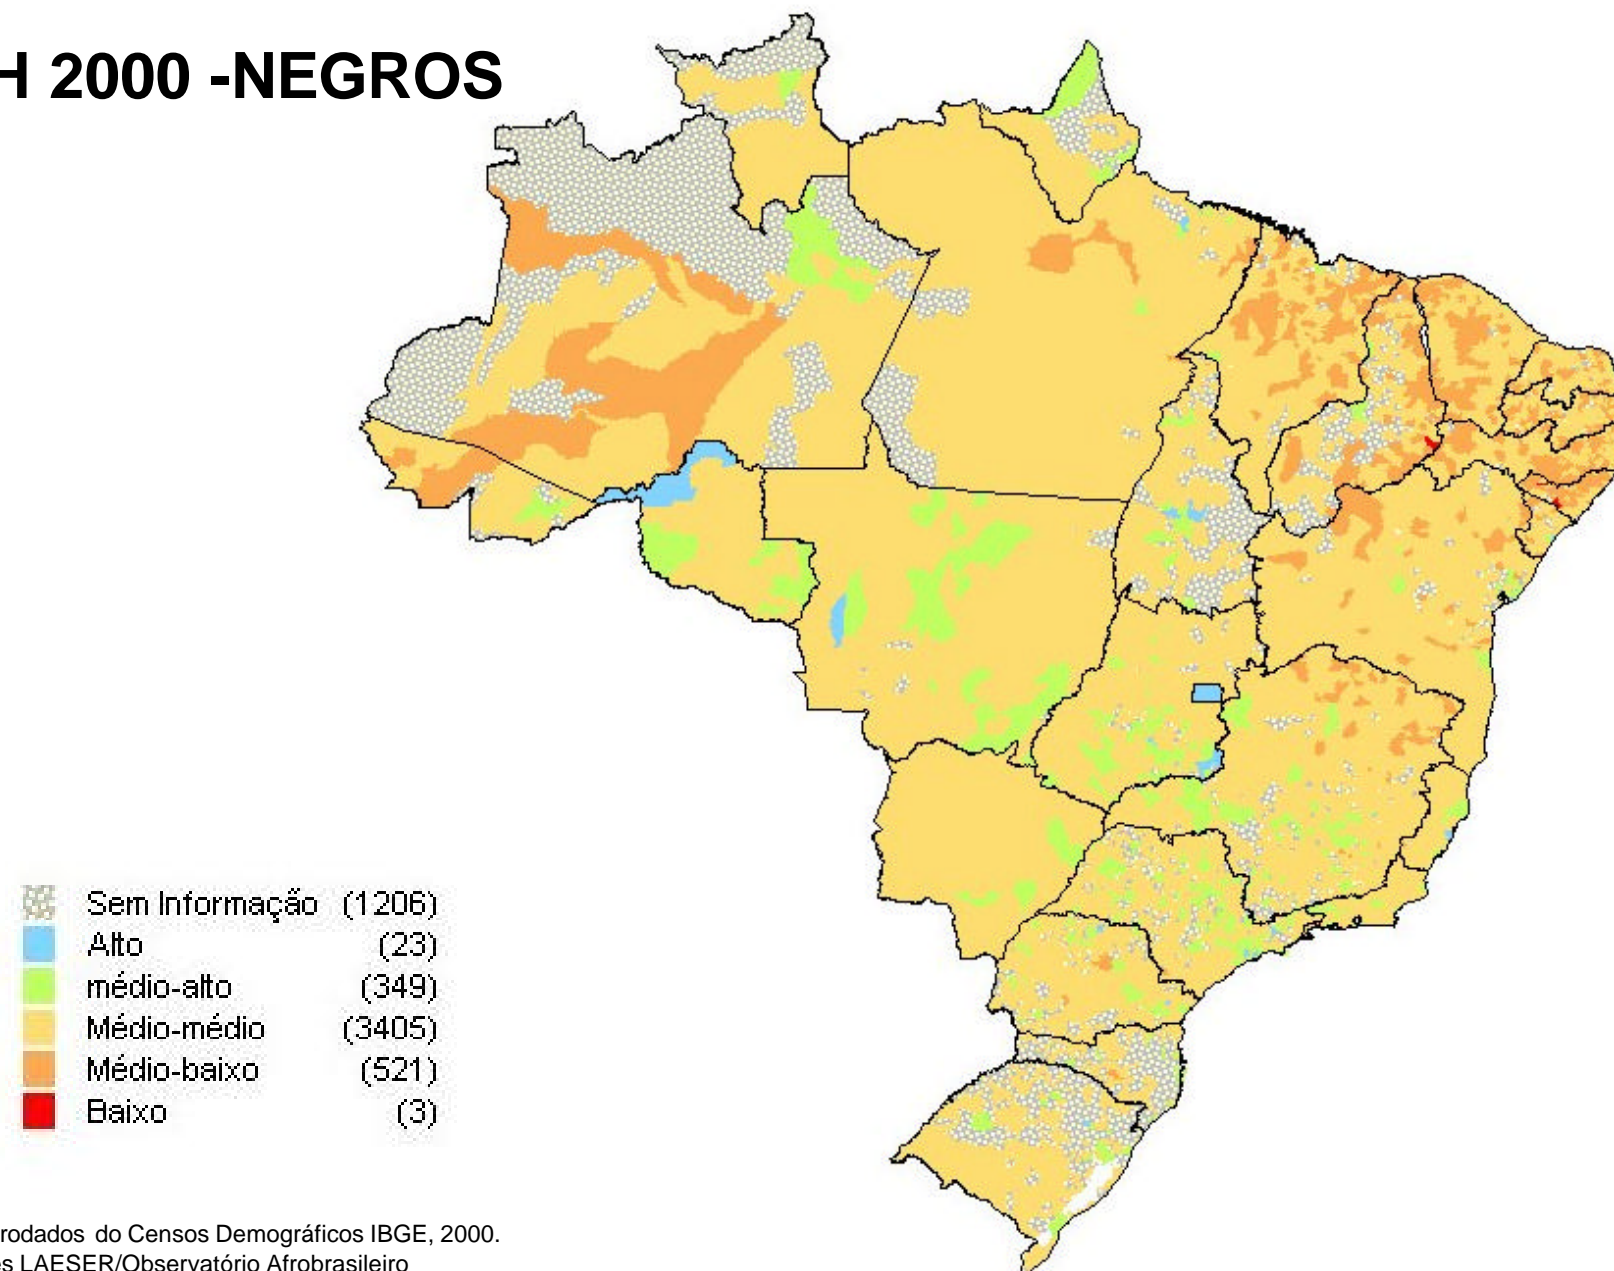 H 2000 -NEGROS
Sem Informação (1206)
Alto (23)
médio-alto (349)
Médio-médio (3405)
Médio-baixo (521)
Baixo (3)
rodados do Censos Demográficos IBGE, 2000.
es LAESER/Observatório Afrobrasileiro